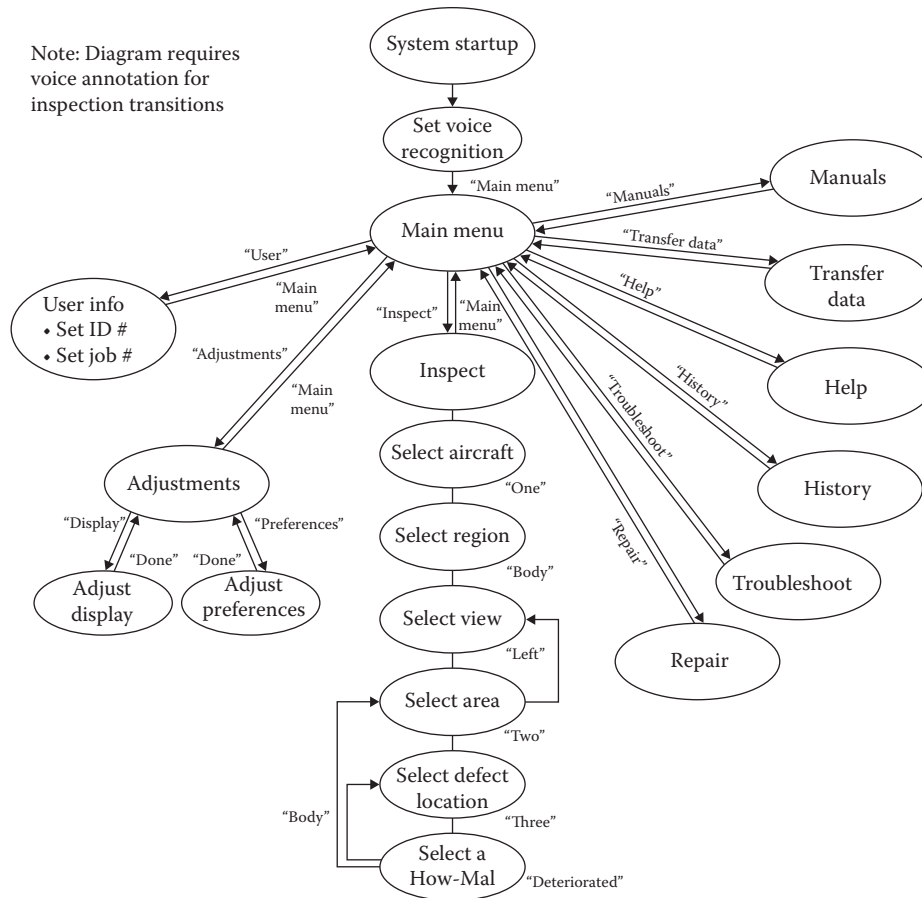 System startup
Note: Diagram requires
voice annotation for
inspection transitions
Set voice
recognition
“Main menu”
Main menu
“Manuals”
Manuals
“Transfer data”
Transfer
data
“Help”
Help
“History”
History
“Troubleshoot”
Troubleshoot
“Repair”
Repair
“User”
“Main
menu”
User info
• Set ID #
• Set job #
“Adjustments”
“Main
menu”
Adjustments
“Display”
“Done”
Adjust
display
“Preferences”
“Done”
Adjust
preferences
“Inspect”
“Main
menu”
Inspect
Select aircraft
“One”
Select region
“Body”
Select view
“Left”
Select area
“Two”
Select defect
location
“Body”
“Three”
Select a
How-Mal
“Deteriorated”